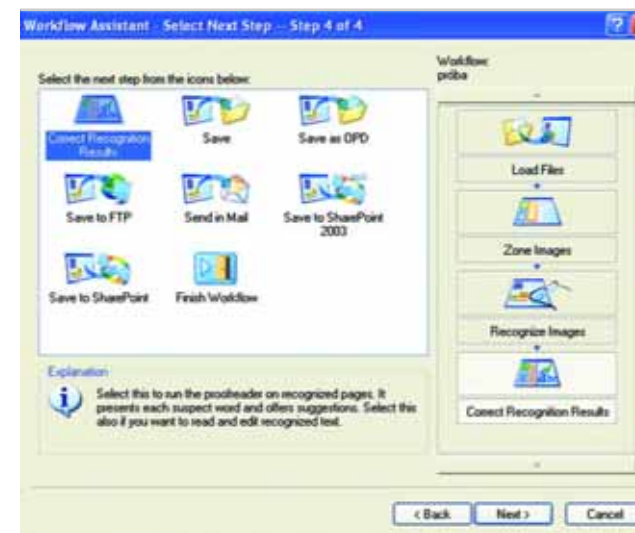 Workflow Assistant - Select Next Step -- Step 4 of 4
Select the next step from the icons below:
Correct Recognition
Results
Save
Save as OPD
Save to FTP
Send in Mail
Save to SharePoint
2003
Save to SharePoint
Finish Workflow
Explanation
Select this to run the proofreader on recognized pages. It
presents each suspect word and offers suggestions. Select this
also if you want to read and edit recognized text.
Workflow:
próba
Load Files
Zone Images
Recognize Images
Correct Recognition Results
< Back
Next >
Cancel